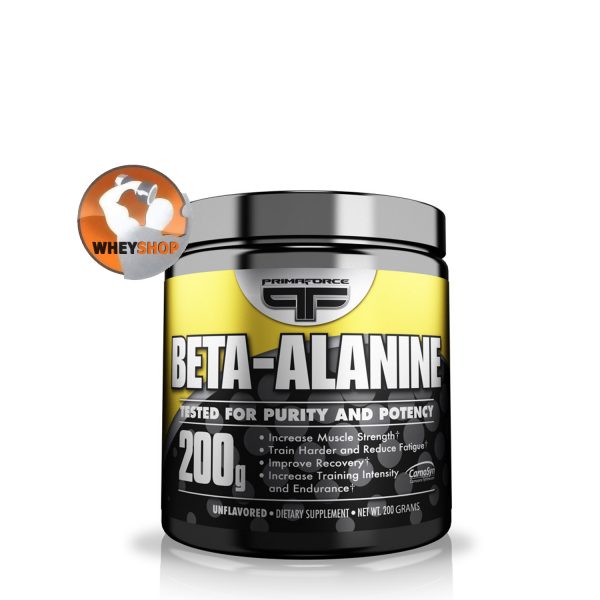 WHEYSHOP
PRIMAFORCE
BETA-ALANINE
TESTED FOR PURITY AND POTENCY
200g
• Increase Muscle Strength†
• Train Harder and Reduce Fatigue†
• Improve Recovery†
• Increase Training Intensity
and Endurance†
CarnoSyn
UNFLAVORED • DIETARY SUPPLEMENT • NET WT. 200 GRAMS